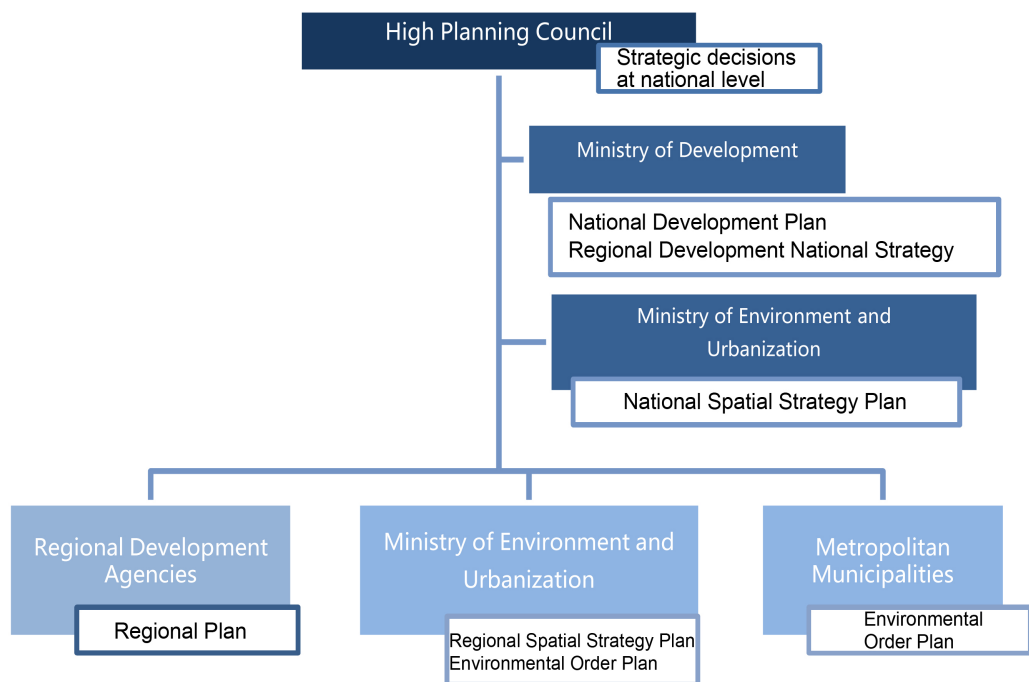 High Planning Council
Strategic decisions
at national level
Ministry of Development
National Development Plan
Regional Development National Strategy
Ministry of Environment and
Urbanization
National Spatial Strategy Plan
Regional Development
Agencies
Regional Plan
Ministry of Environment and
Urbanization
Regional Spatial Strategy Plan
Environmental Order Plan
Metropolitan
Municipalities
Environmental
Order Plan